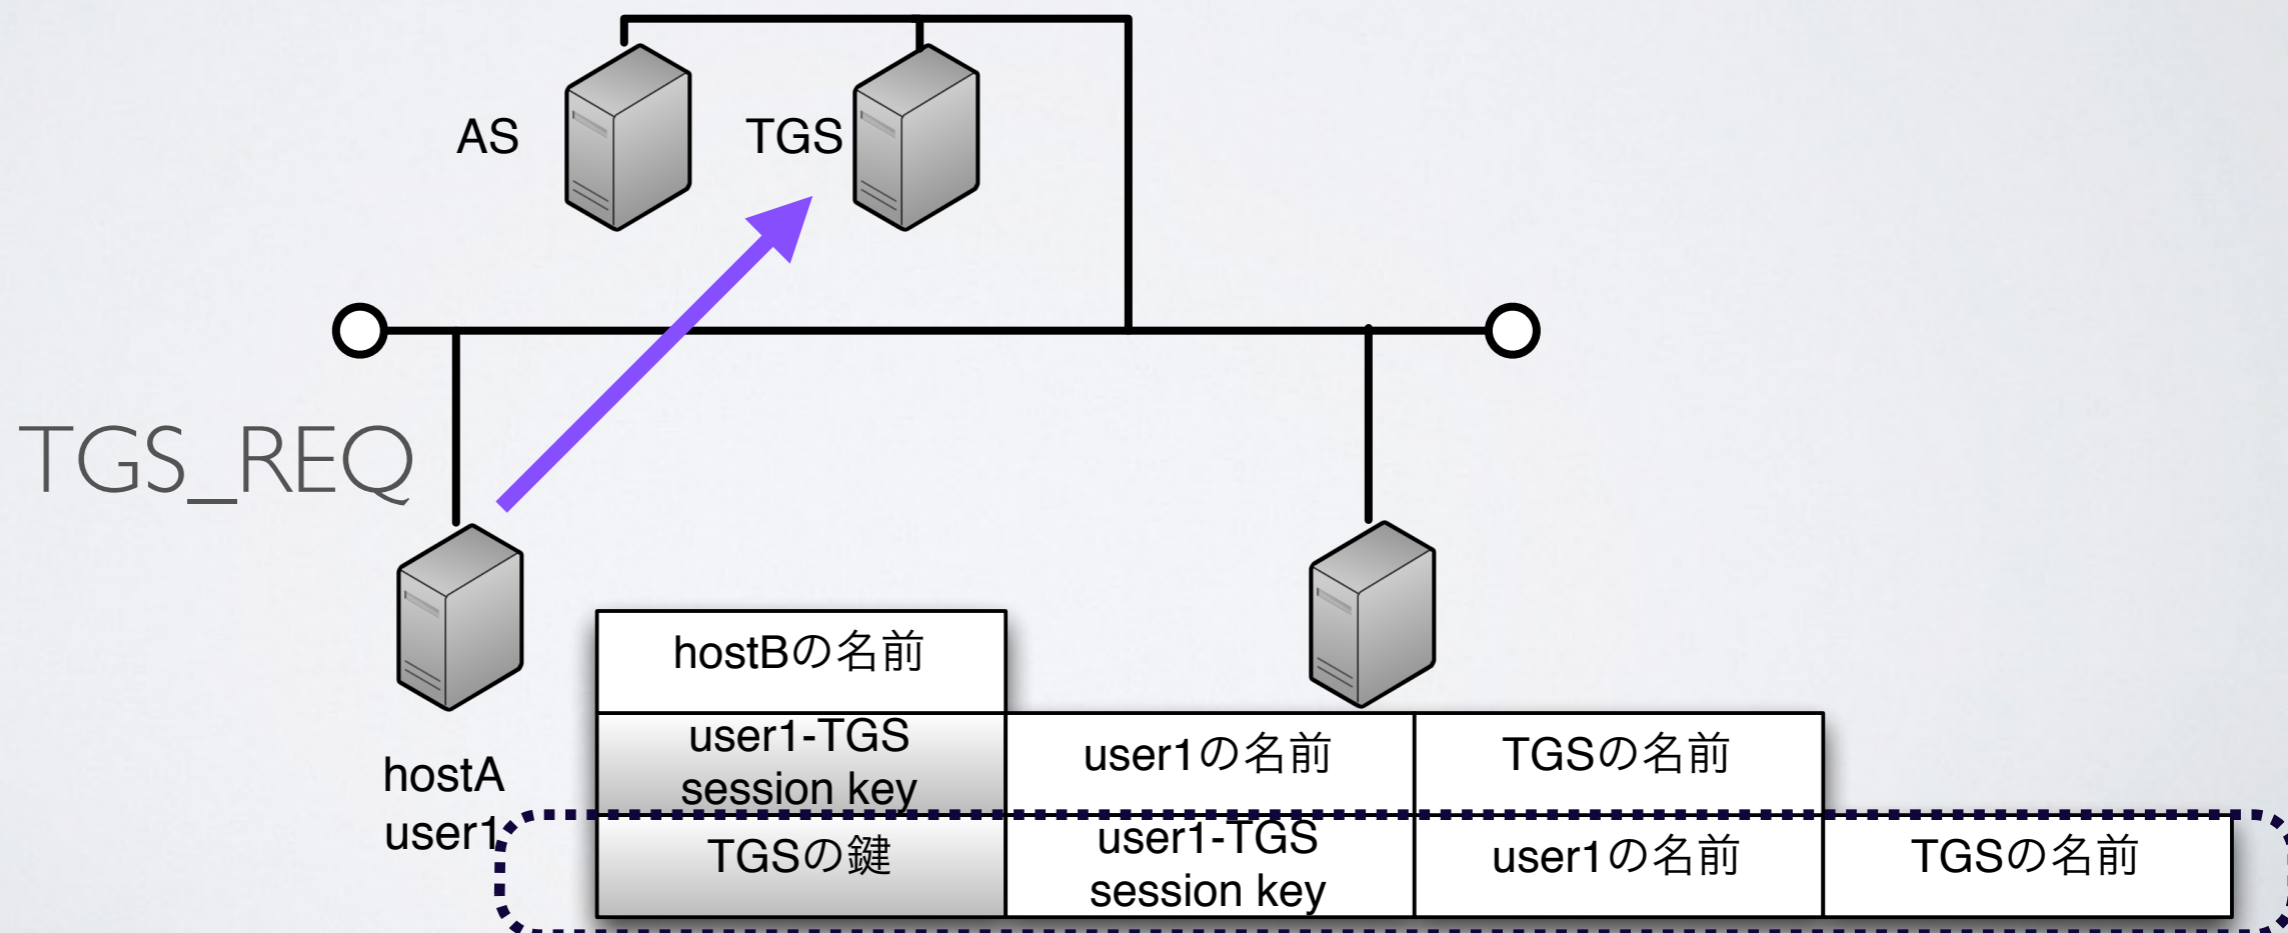 AS
TGS
TGS_REQ
hostA
user1
hostBの名前
user1-TGS
session key
user1の名前
TGSの名前
TGSの鍵
user1-TGS
session key
user1の名前
TGSの名前